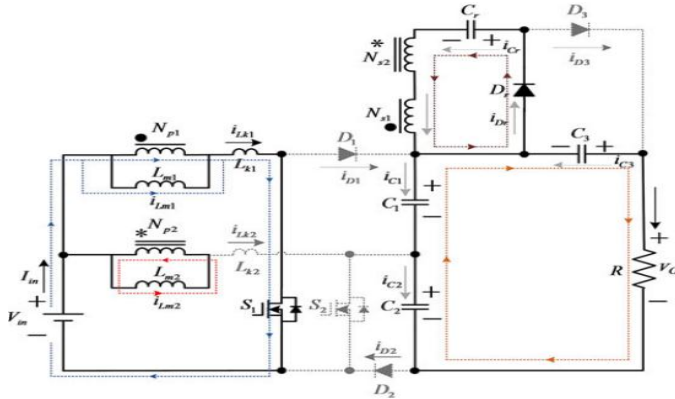 C_r
D_3
−
+
* N_s2
i_Cr
i_D3
D_r
N_s1
i_Dr
N_p1
i_Lk1
D_1
C_3
−
+
L_k1
i_D1
i_C1
i_C3
L_m1
i_Lm1
C_1
+
−
* N_p2
i_Lk2
L_m2
L_k2
i_Lm2
I_in
+
V_in
−
S_1
S_2
i_C2
C_2
+
−
R
+
V_O
−
i_D2
D_2